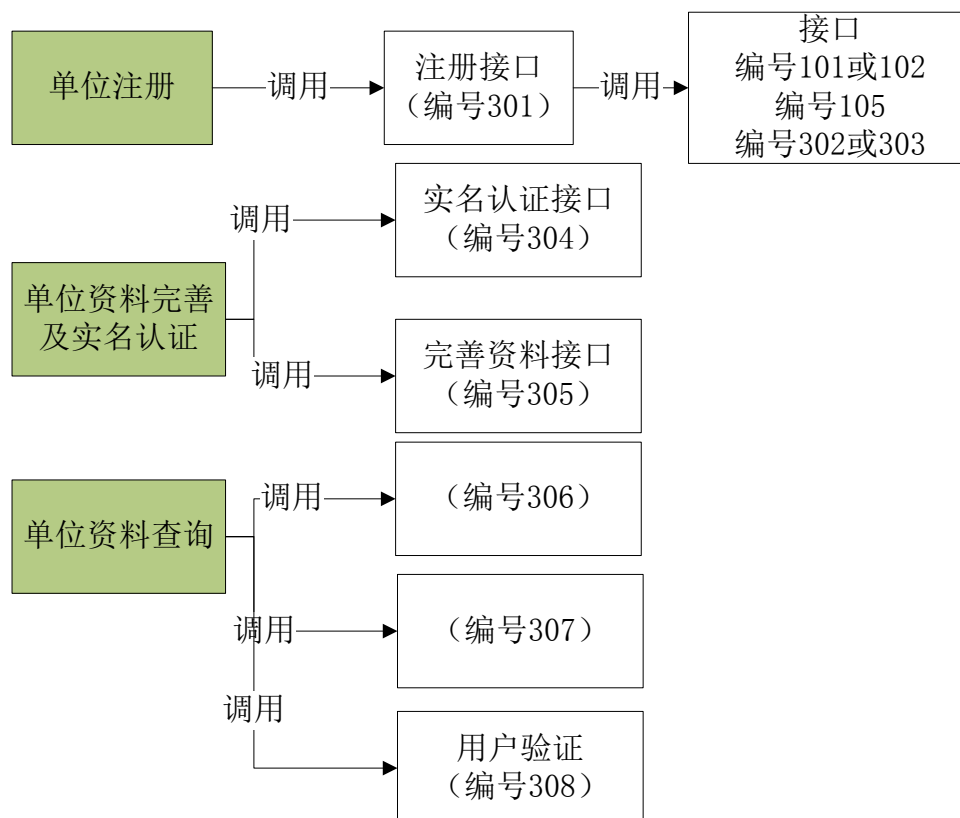 单位注册
调用
注册接口
（编号301）
调用
接口
编号101或102
编号105
编号302或303
单位资料完善
及实名认证
调用
实名认证接口
（编号304）
调用
完善资料接口
（编号305）
单位资料查询
调用
（编号306）
调用
（编号307）
调用
用户验证
（编号308）